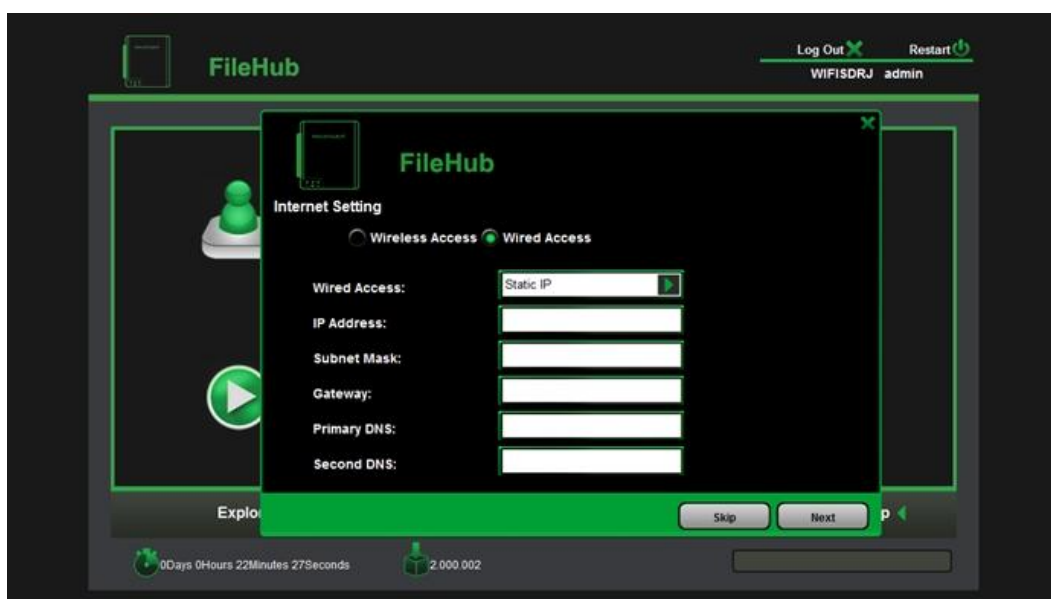 FileHub
Log Out Restart
WIFISDRJ admin
FileHub
Internet Setting
Wireless Access Wired Access
Wired Access: Static IP
IP Address:
Subnet Mask:
Gateway:
Primary DNS:
Second DNS:
Skip Next
Explo p
0Days 0Hours 22Minutes 27Seconds 2.000.002